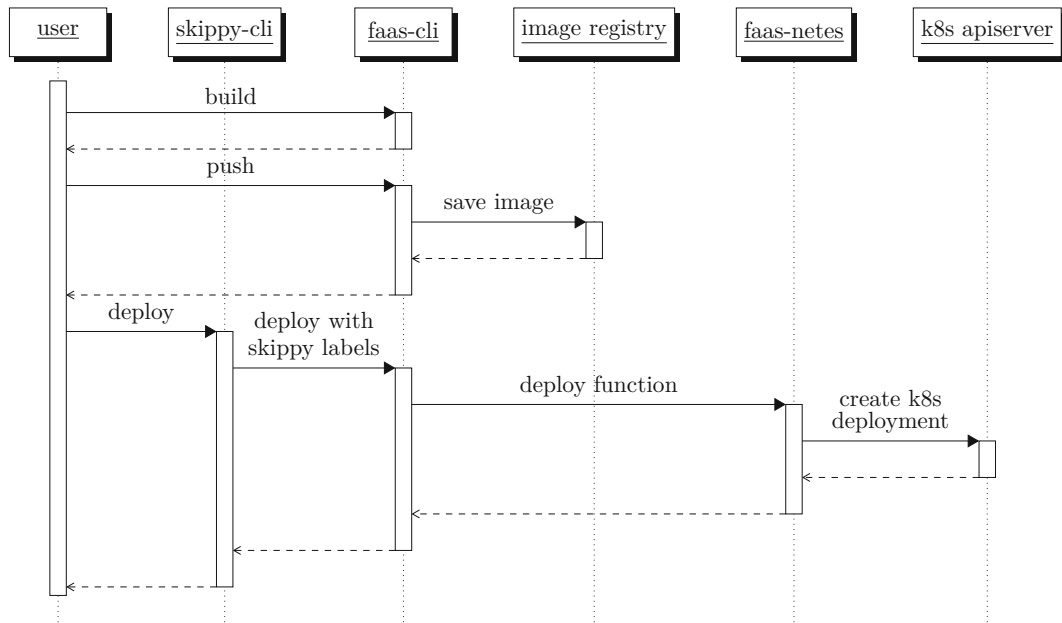 user
skippy-cli
faas-cli
image registry
faas-netes
k8s apiserver
build
push
save image
deploy
deploy with
skippy labels
deploy function
create k8s
deployment